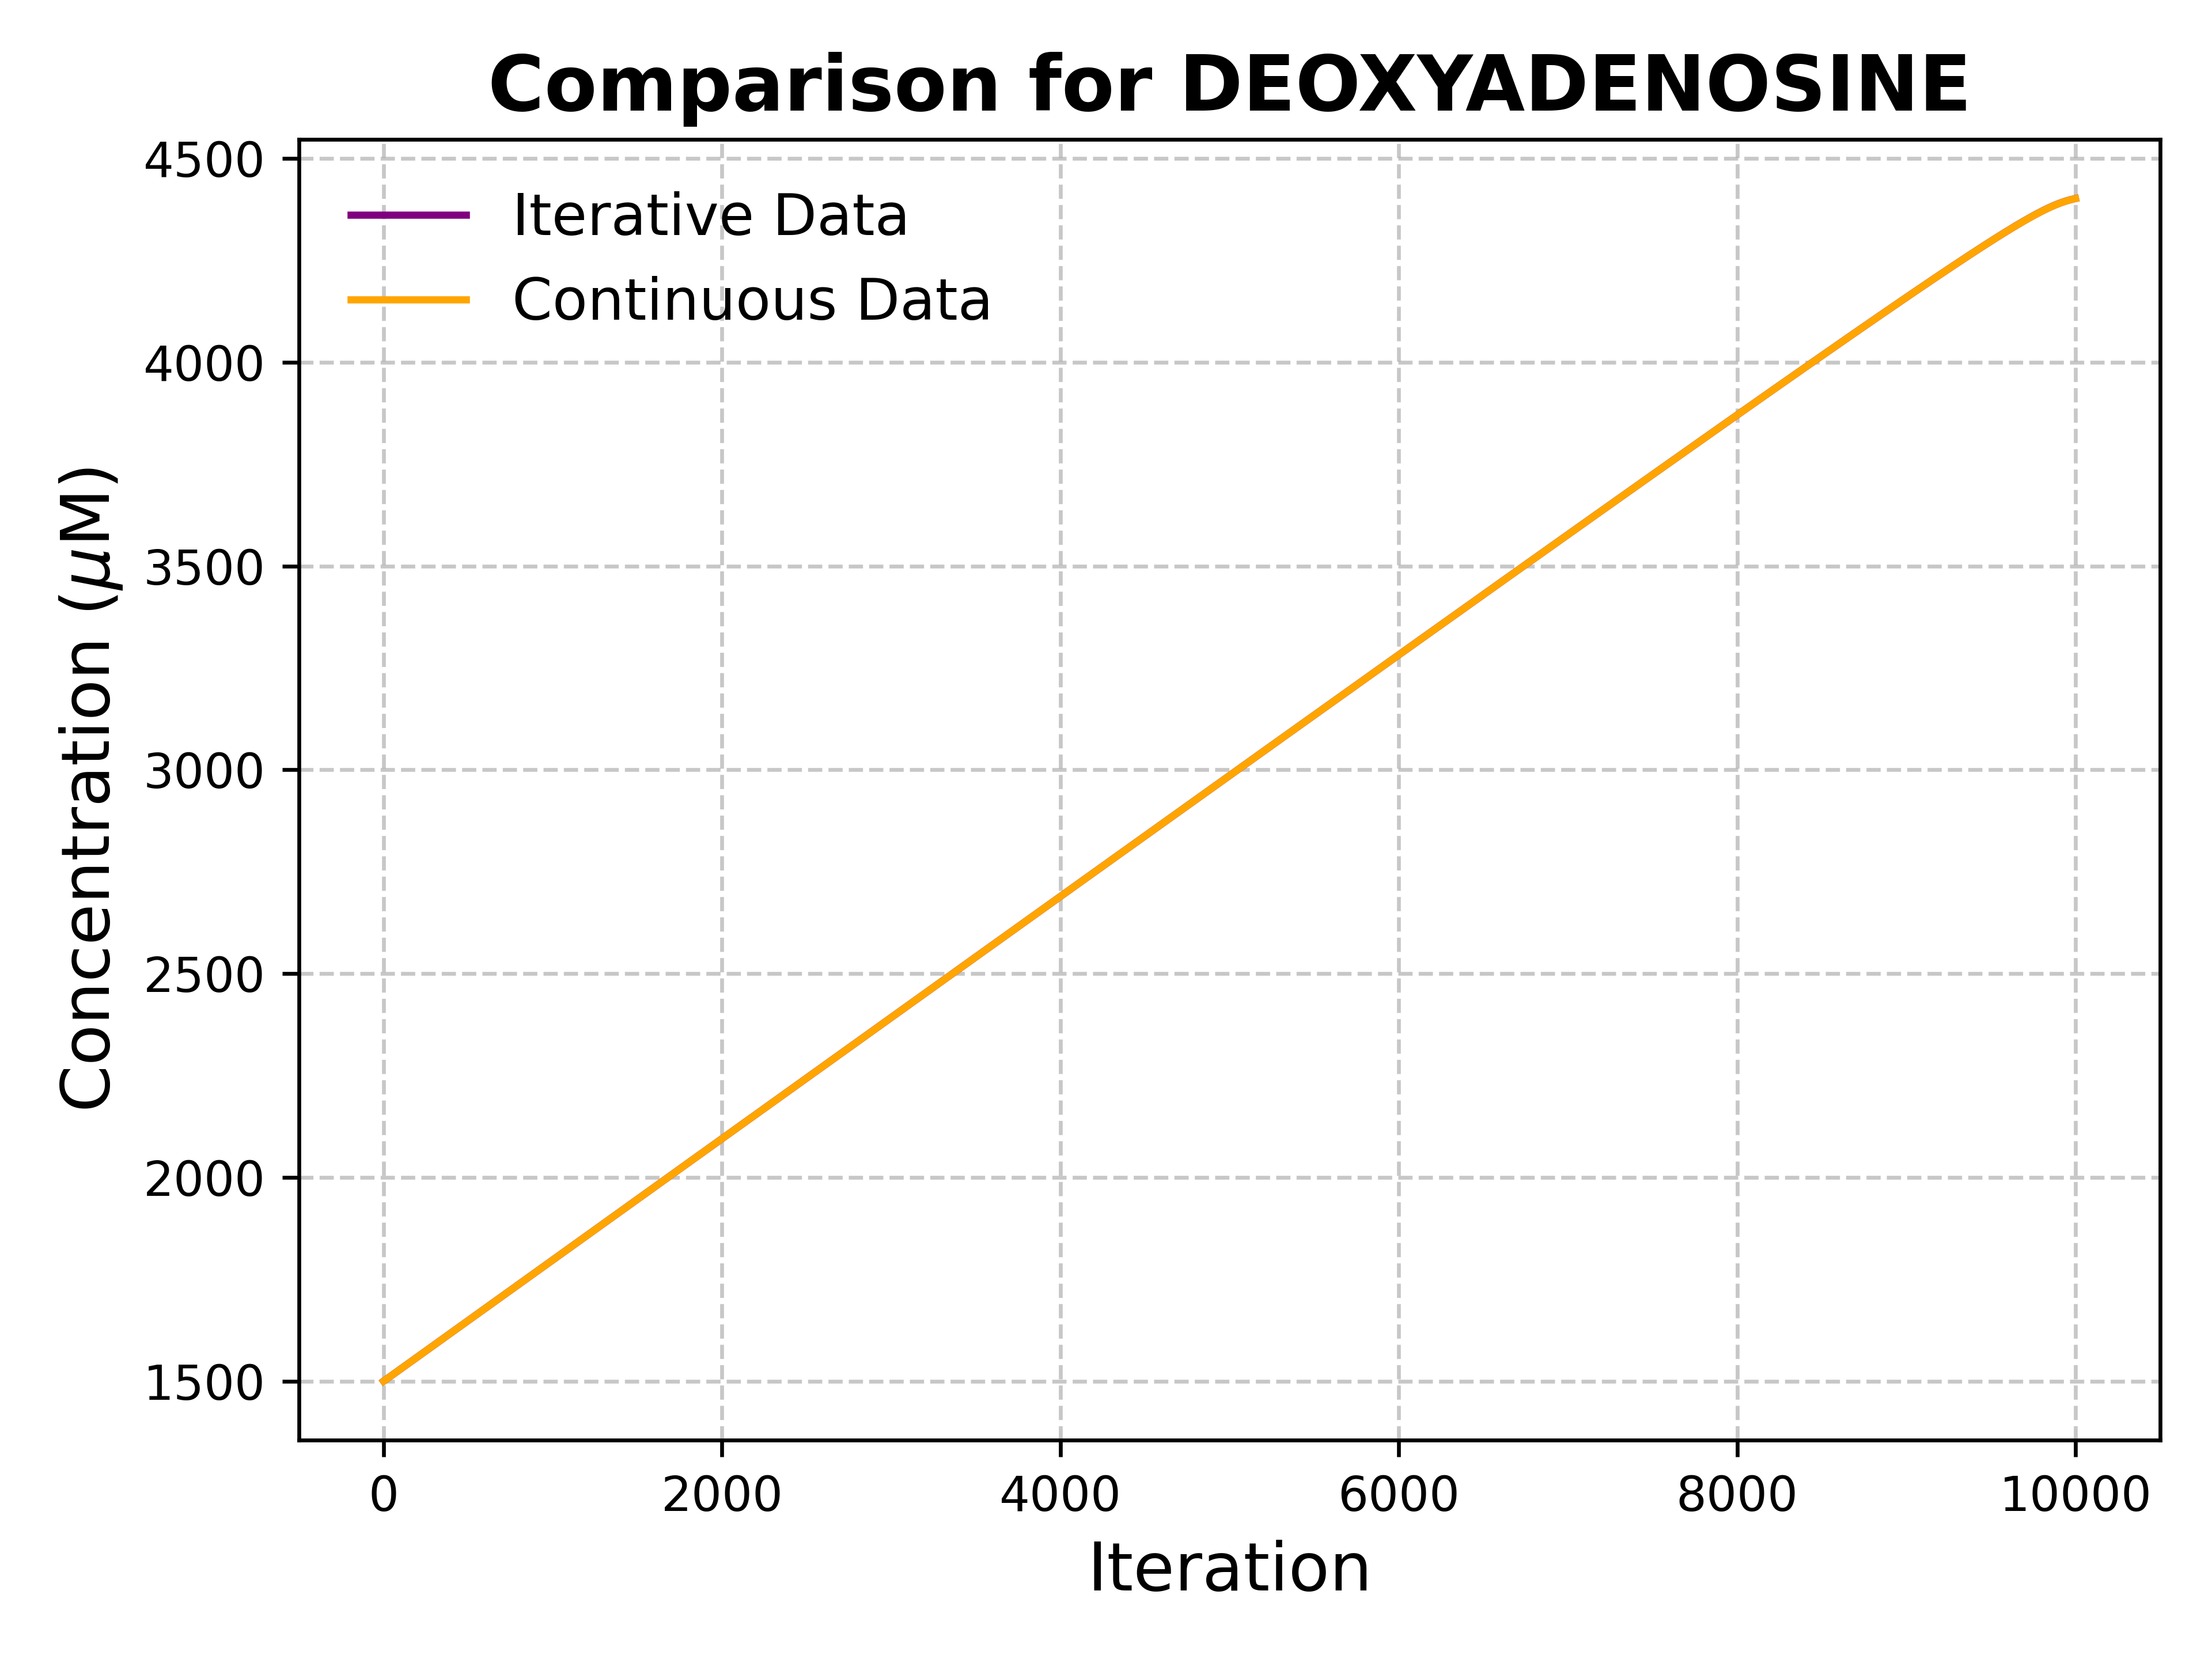 Comparison for DEOXYADENOSINE
Iterative Data
Continuous Data
Concentration (μM)
4500
4000
3500
3000
2500
2000
1500
0 2000 4000 6000 8000 10000
Iteration